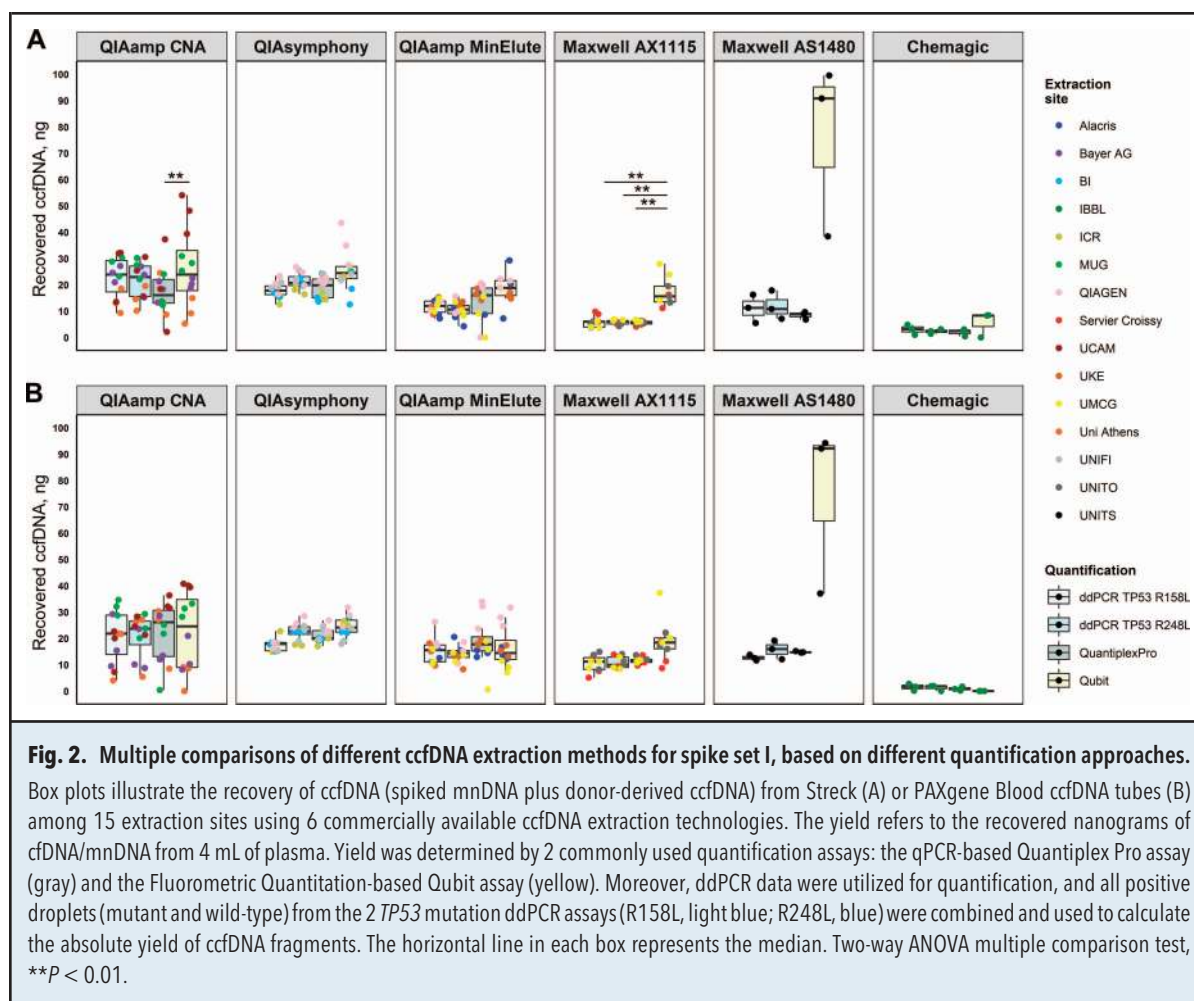 A
QIAamp CNA
QIAsymphony
QIAamp MinElute
Maxwell AX1115
Maxwell AS1480
Chemagic
Recovered ccfDNA, ng
100
90
80
70
60
50
40
30
20
10
0
**
**
**
**
B
QIAamp CNA
QIAsymphony
QIAamp MinElute
Maxwell AX1115
Maxwell AS1480
Chemagic
Recovered ccfDNA, ng
100
90
80
70
60
50
40
30
20
10
0
Extraction
site
Alacris
Bayer AG
BI
IBBL
ICR
MUG
QIAGEN
Servier Croissy
UCAM
UKE
UMCG
Uni Athens
UNIFI
UNITO
UNITS
Quantification
ddPCR TP53 R158L
ddPCR TP53 R248L
QuantiplexPro
Qubit
Fig. 2. Multiple comparisons of different ccfDNA extraction methods for spike set I, based on different quantification approaches.
Box plots illustrate the recovery of ccfDNA (spiked mnDNA plus donor-derived ccfDNA) from Streck (A) or PAXgene Blood ccfDNA tubes (B)
among 15 extraction sites using 6 commercially available ccfDNA extraction technologies. The yield refers to the recovered nanograms of
cfDNA/mnDNA from 4 mL of plasma. Yield was determined by 2 commonly used quantification assays: the qPCR-based Quantiplex Pro assay
(gray) and the Fluorometric Quantitation-based Qubit assay (yellow). Moreover, ddPCR data were utilized for quantification, and all positive
droplets (mutant and wild-type) from the 2 TP53 mutation ddPCR assays (R158L, light blue; R248L, blue) were combined and used to calculate
the absolute yield of ccfDNA fragments. The horizontal line in each box represents the median. Two-way ANOVA multiple comparison test,
**P < 0.01.